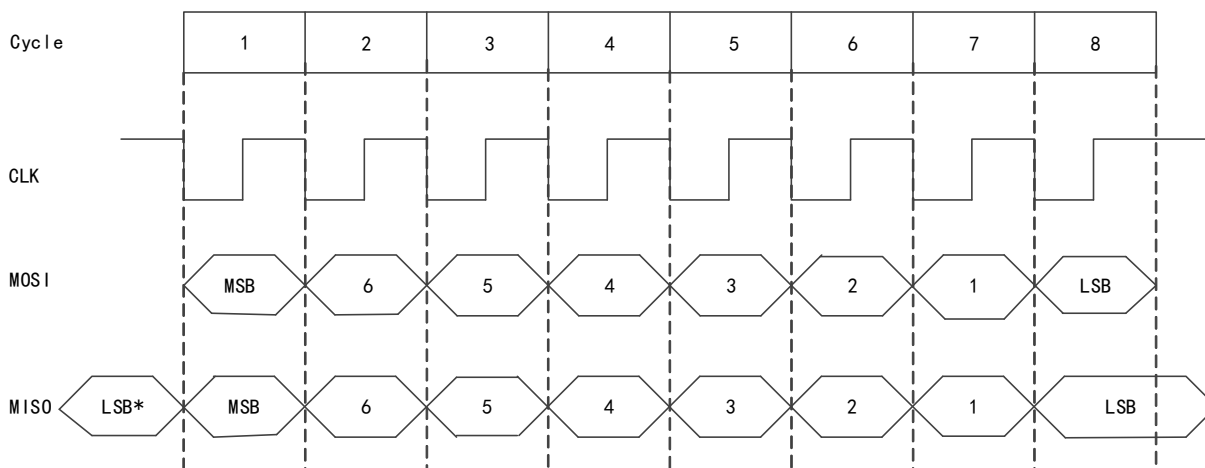 Cycle 1 2 3 4 5 6 7 8
CLK
MOSI MSB 6 5 4 3 2 1 LSB
MISO LSB* MSB 6 5 4 3 2 1 LSB